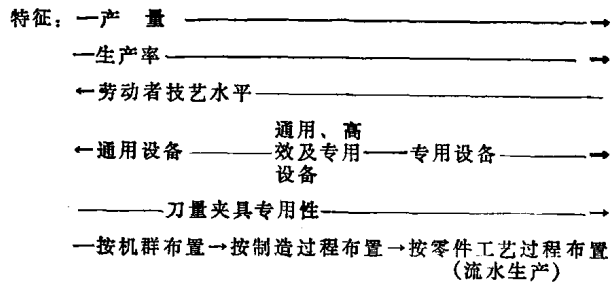 特征：—产 量
—生产率
←劳动者技艺水平
←通用设备——通用、高效及专用设备——专用设备→
刀量夹具专用性
—按机群布置→按制造过程布置→按零件工艺过程布置
(流水生产)